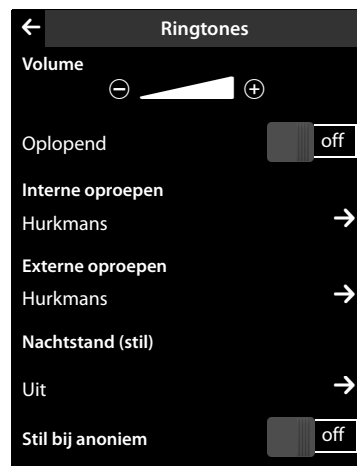 Ringtones
Volume
Oplopend off
Interne oproepen
Hurkmans
Externe oproepen
Hurkmans
Nachtstand (stil)
Uit
Stil bij anoniem off